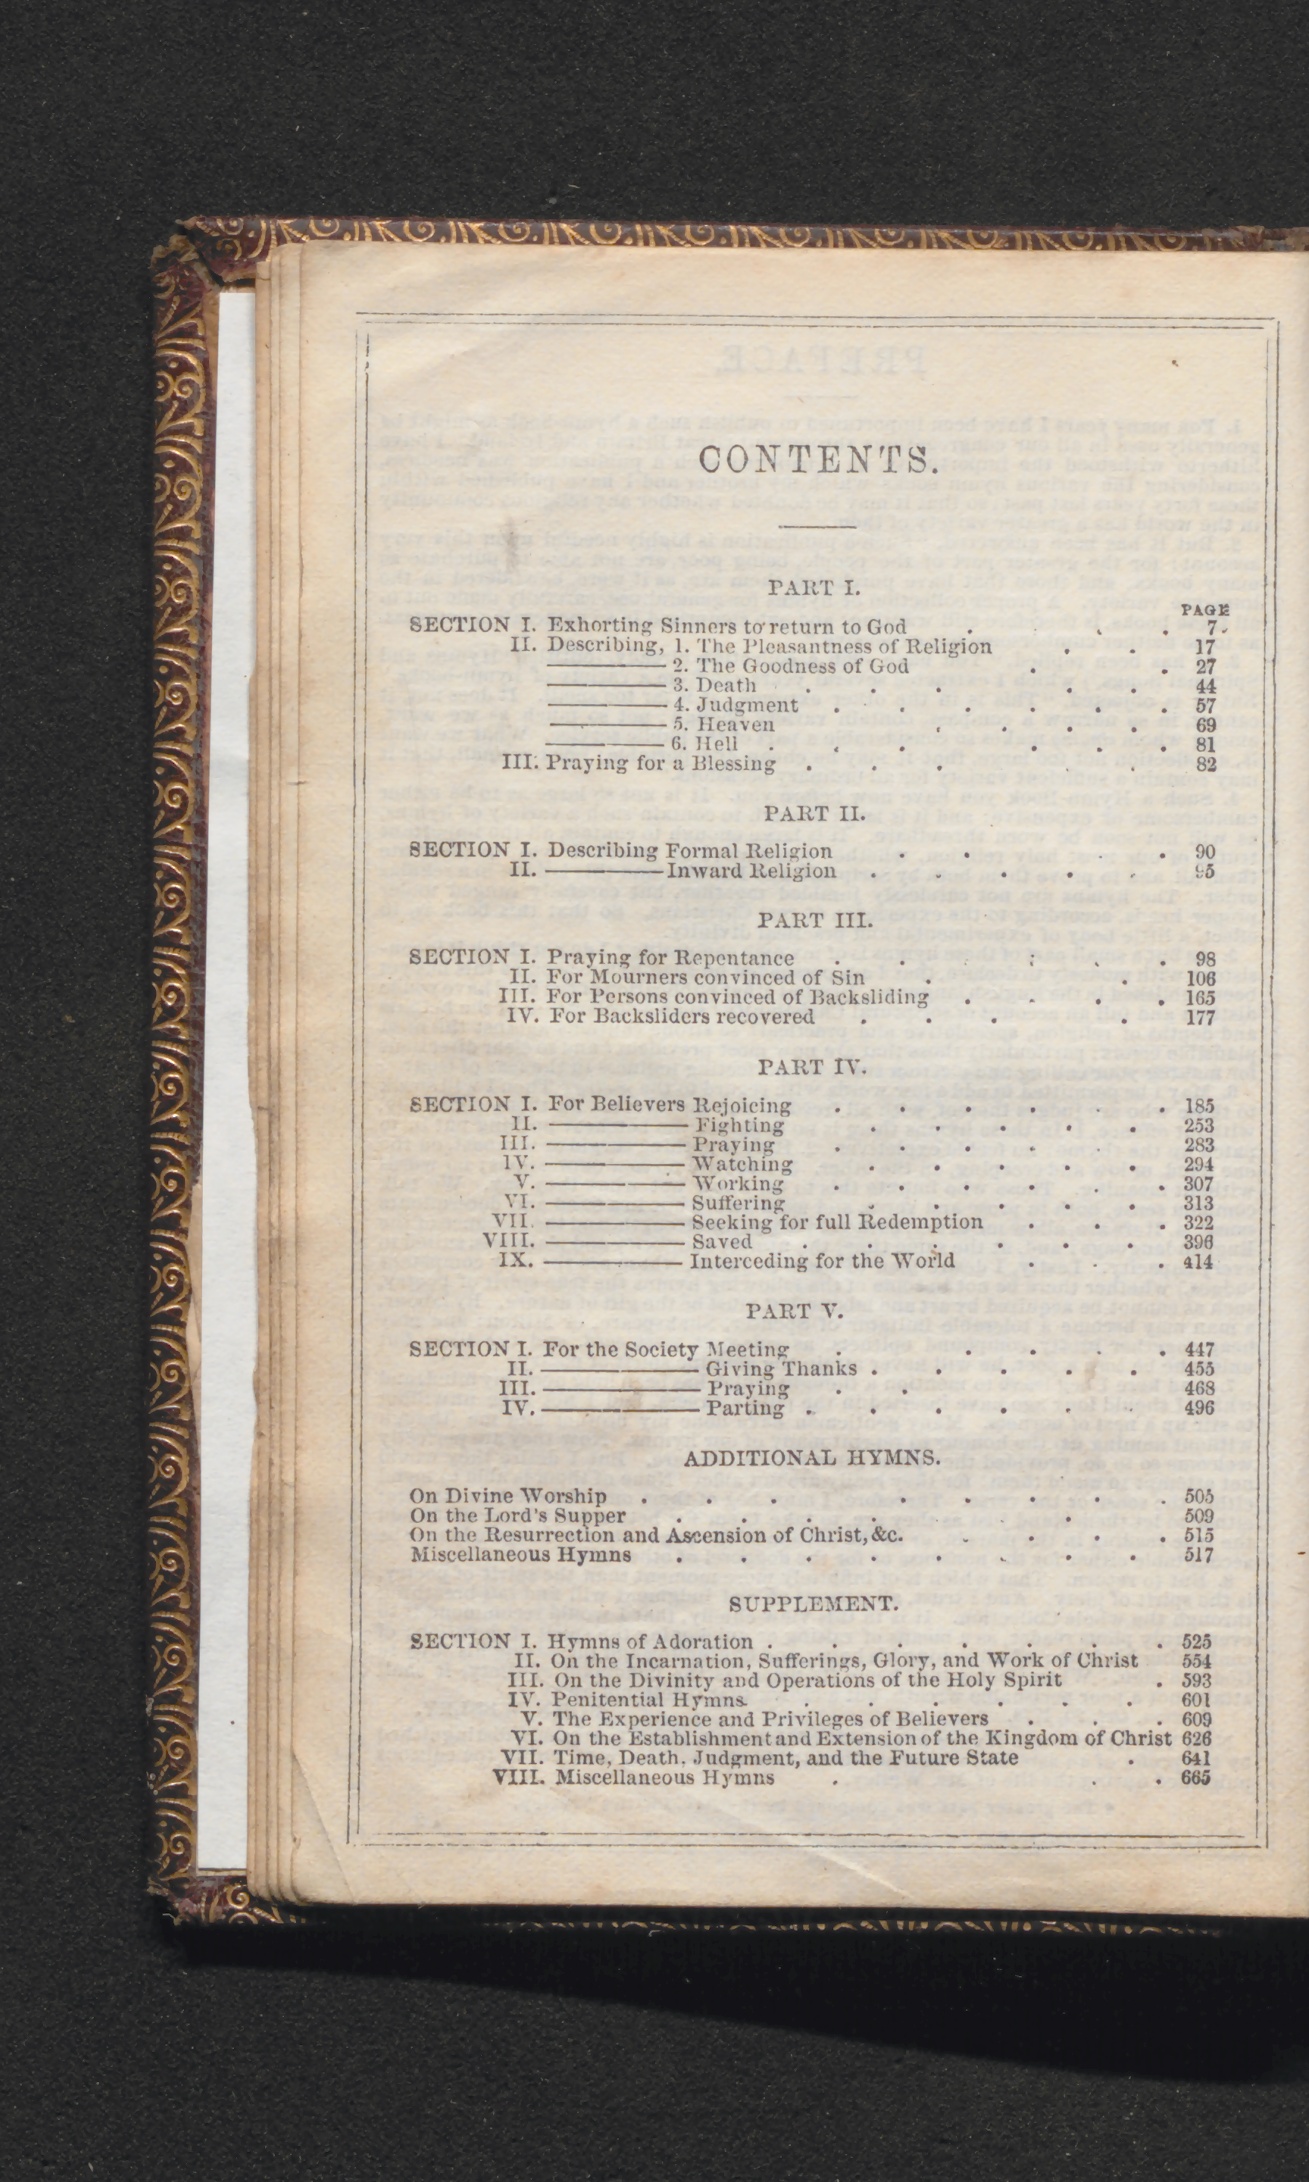 CONTENTS.
PART I.
PAGE
SECTION I. Exhorting Sinners to return to God . . . 7
II. Describing, 1. The Pleasantness of Religion . . 17
——— 2. The Goodness of God . . 27
——— 3. Death . . . . . 44
——— 4. Judgment . . . . . . 57
——— 5. Heaven . . . . . 69
——— 6. Hell . . . . . . 81
III. Praying for a Blessing . . . . . 82
PART II.
SECTION I. Describing Formal Religion . . . . 90
II. ——— Inward Religion . . . . . 95
PART III.
SECTION I. Praying for Repentance . . . . . . 98
II. For Mourners convinced of Sin . . 106
III. For Persons convinced of Backsliding . . . . 165
IV. For Backsliders recovered . . . . 177
PART IV.
SECTION I. For Believers Rejoicing . . . . . . 185
II. ——— Fighting . . . . . 253
III. ——— Praying . . . . . 283
IV. ——— Watching . . . . . 294
V. ——— Working . . . . . . 307
VI. ——— Suffering . . . . . 313
VII. ——— Seeking for full Redemption . . . 322
VIII. ——— Saved . . . . . . 396
IX. ——— Interceding for the World . . . 414
PART V.
SECTION I. For the Society Meeting . . . . . 447
II. ——— Giving Thanks . . . . . 455
III. ——— Praying . . 468
IV. ——— Parting . . . . . . 496
ADDITIONAL HYMNS.
On Divine Worship . . . . . . . . 505
On the Lord's Supper . . . . . . 509
On the Resurrection and Ascension of Christ, &c. . . . . 515
Miscellaneous Hymns . . . . . . . . 517
SUPPLEMENT.
SECTION I. Hymns of Adoration . . . . . . . 525
II. On the Incarnation, Sufferings, Glory, and Work of Christ 554
III. On the Divinity and Operations of the Holy Spirit . 593
IV. Penitential Hymns . . . . . . 601
V. The Experience and Privileges of Believers . . . 609
VI. On the Establishment and Extension of the Kingdom of Christ 626
VII. Time, Death, Judgment, and the Future State . 641
VIII. Miscellaneous Hymns . . . 665